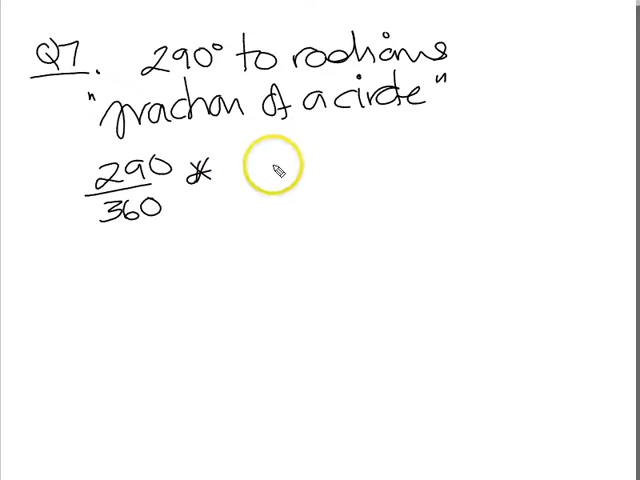 Q7. 290° to radians
"fraction of a circle"
290 *
360